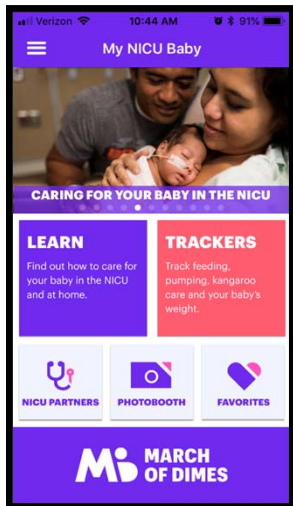 Verizon 10:44 AM 91%
My NICU Baby
CARING FOR YOUR BABY IN THE NICU
LEARN
Find out how to care for
your baby in the NICU
and at home.
TRACKERS
Track feeding,
pumping, kangaroo
care and your baby's
weight.
NICU PARTNERS
PHOTOBOOTH
FAVORITES
MARCH
OF DIMES